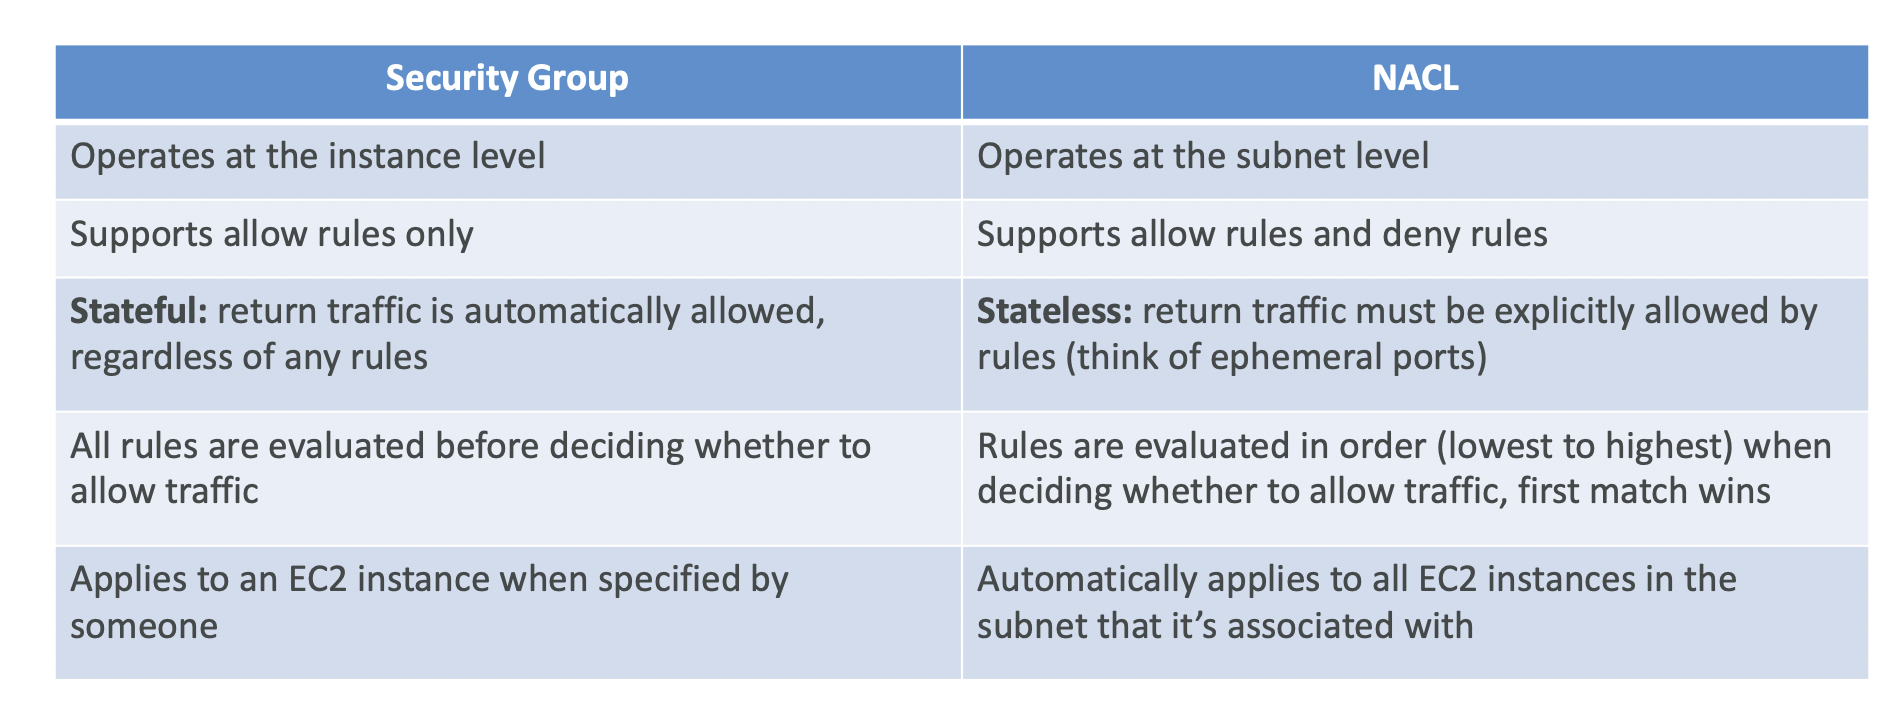 Security Group
NACL
Operates at the instance level
Operates at the subnet level
Supports allow rules only
Supports allow rules and deny rules
Stateful: return traffic is automatically allowed,
regardless of any rules
Stateless: return traffic must be explicitly allowed by
rules (think of ephemeral ports)
All rules are evaluated before deciding whether to
allow traffic
Rules are evaluated in order (lowest to highest) when
deciding whether to allow traffic, first match wins
Applies to an EC2 instance when specified by
someone
Automatically applies to all EC2 instances in the
subnet that it’s associated with